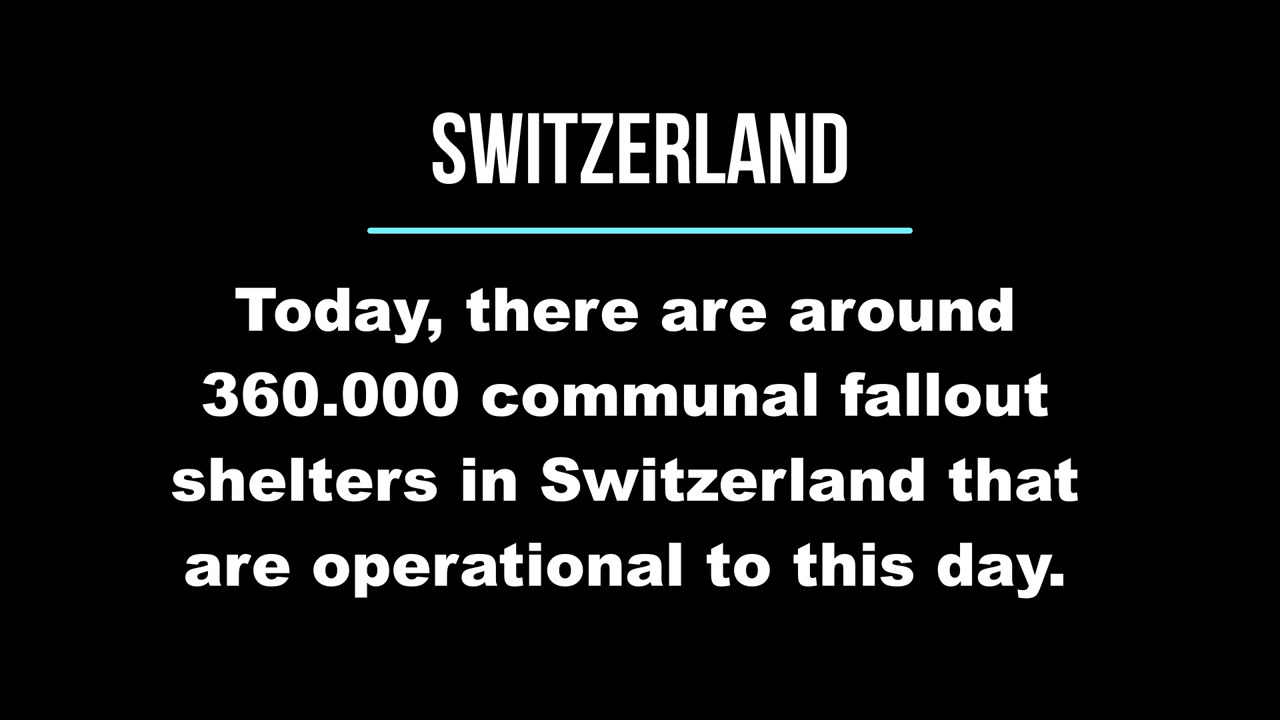 SWITZERLAND
Today, there are around
360.000 communal fallout
shelters in Switzerland that
are operational to this day.